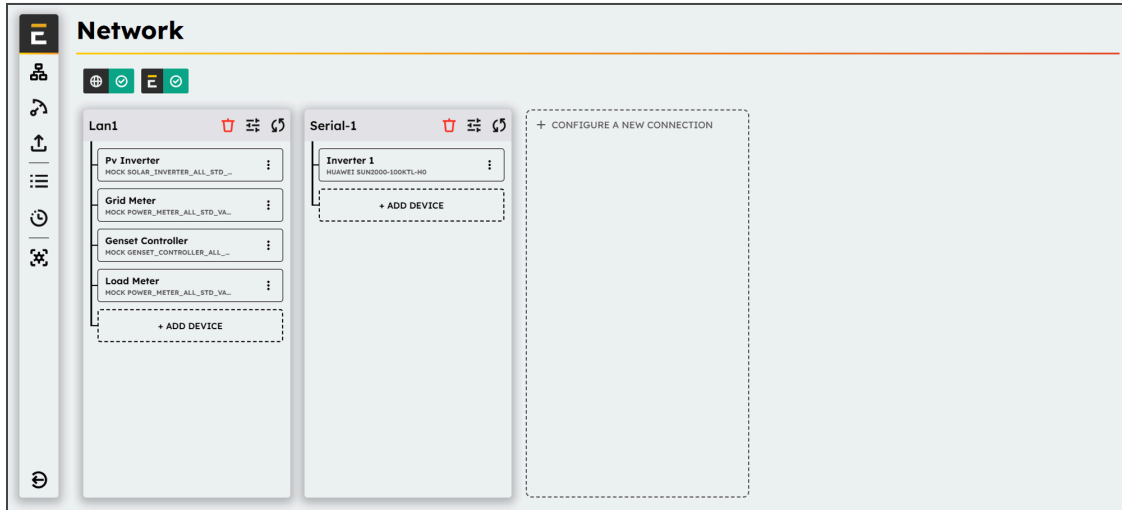 Network
Lan1
Pv Inverter
MOCK SOLAR_INVERTER_ALL_STD_...
Grid Meter
MOCK POWER_METER_ALL_STD_VA...
Genset Controller
MOCK GENSET_CONTROLLER_ALL_...
Load Meter
MOCK POWER_METER_ALL_STD_VA...
+ ADD DEVICE
Serial-1
Inverter 1
HUAWEI SUN2000-100KTL-H0
+ ADD DEVICE
+ CONFIGURE A NEW CONNECTION